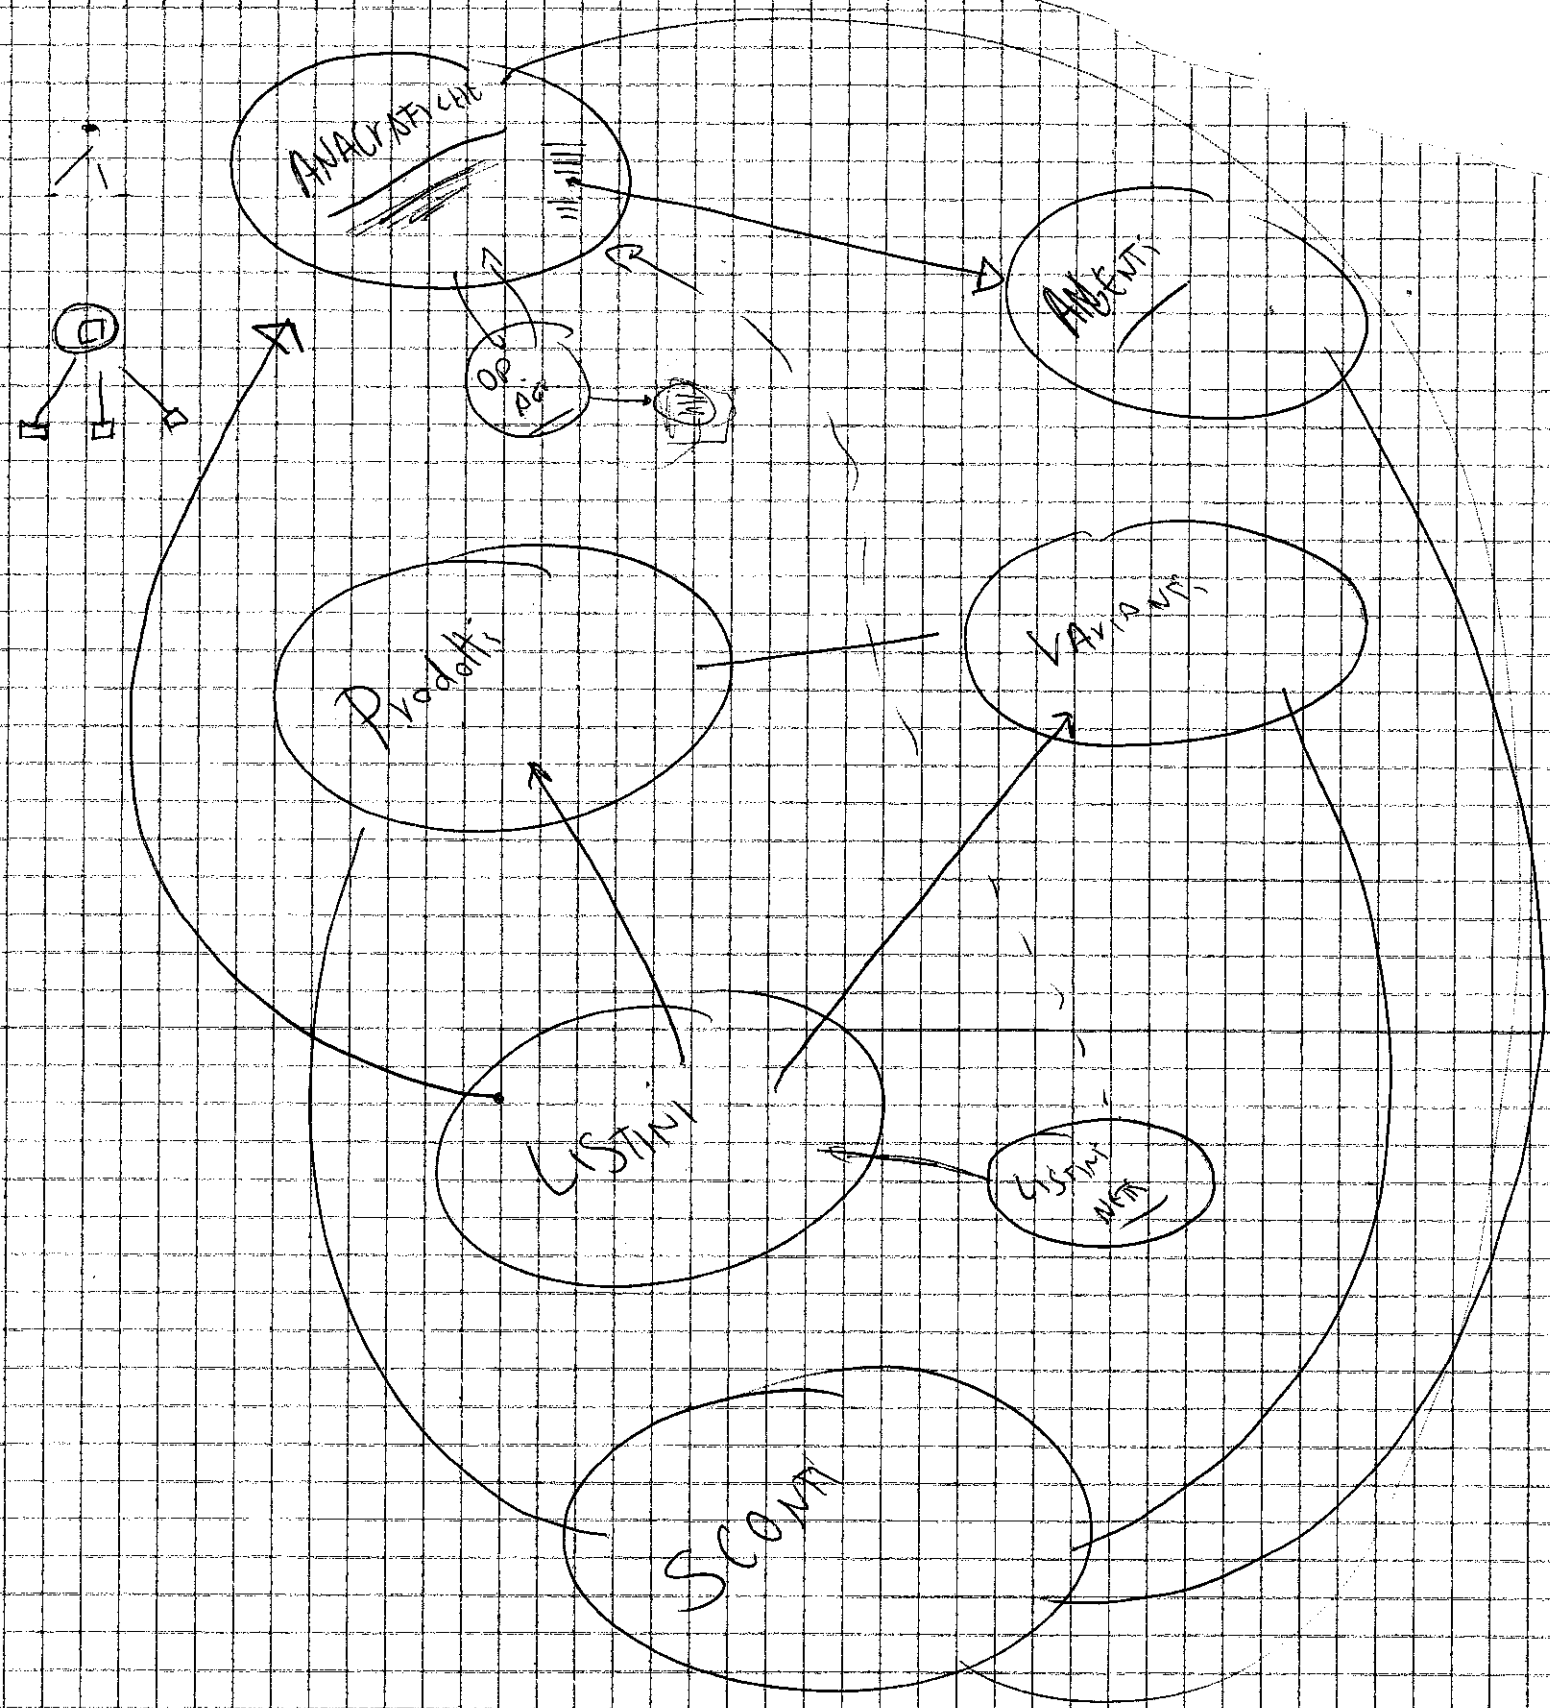 ANAGRAFICHE
AGENTI
OP.
Prodotti
VAriANTi
LISTINI
LISTINI
NETTI
SCONTI